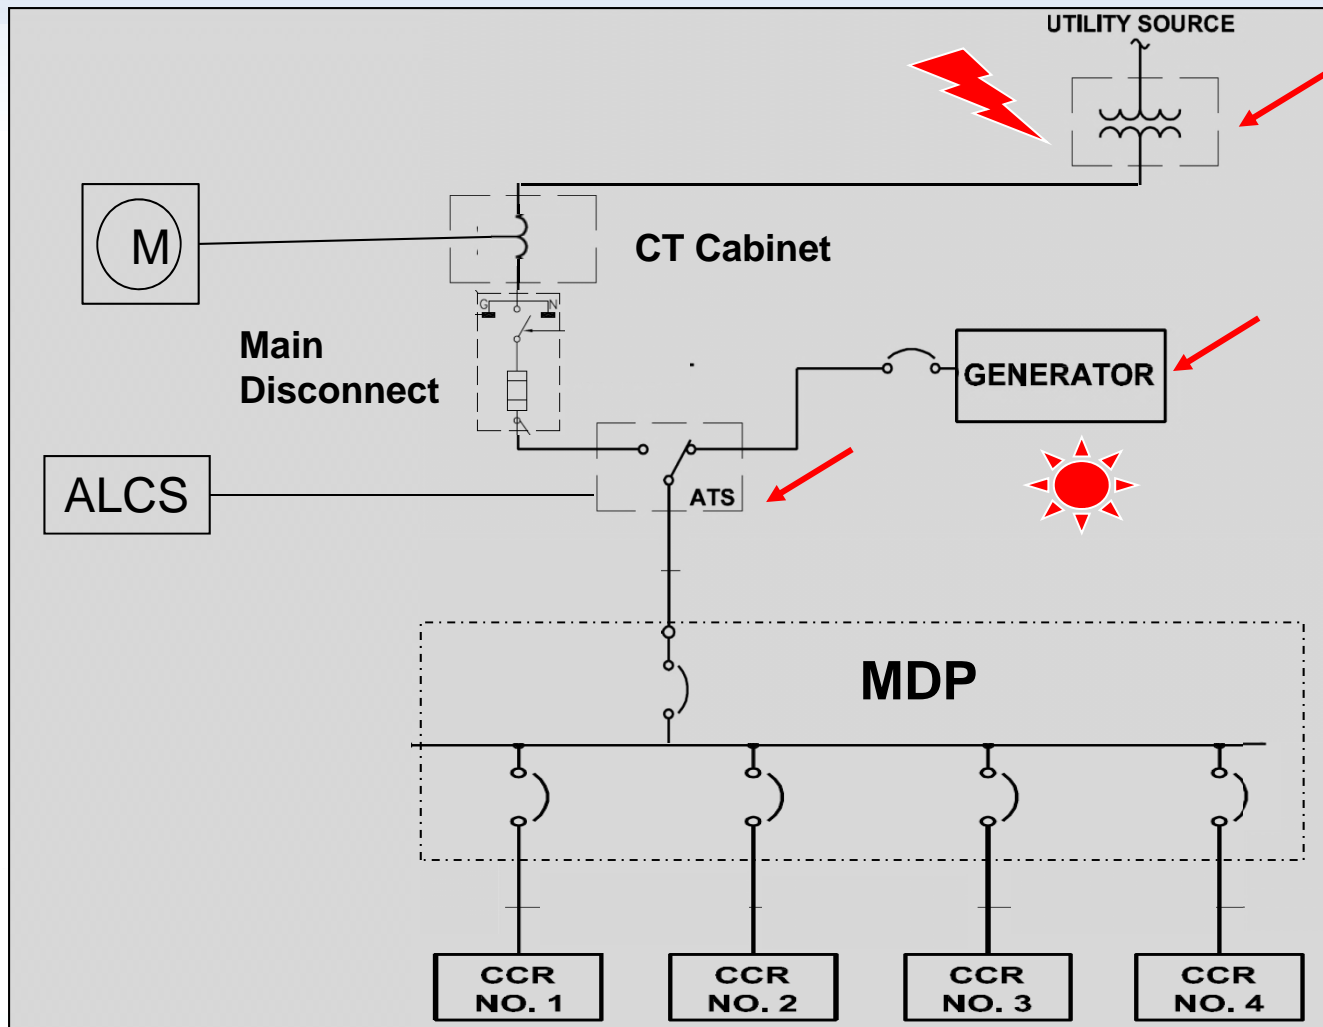 UTILITY SOURCE
M
CT Cabinet
G N
Main
Disconnect
GENERATOR
ALCS
ATS
MDP
CCR
NO. 1
CCR
NO. 2
CCR
NO. 3
CCR
NO. 4